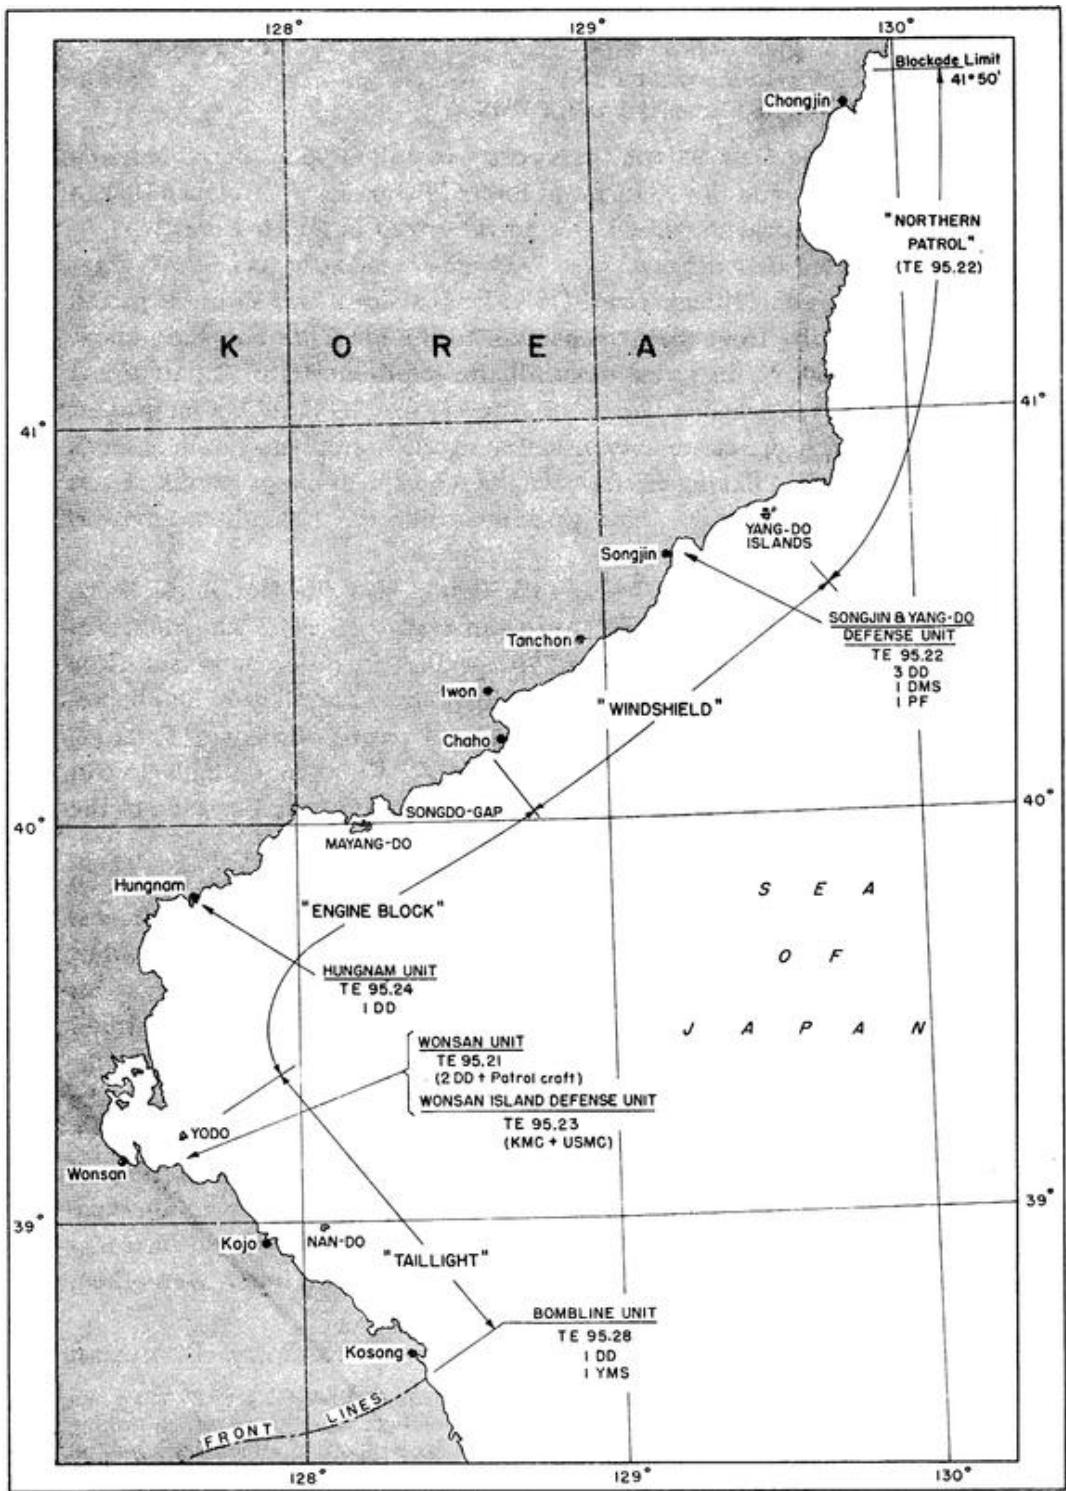 128°
129°
130°
Blockade Limit
41°50'
Chongjin
"NORTHERN
PATROL"
(TE 95.22)
K O R E A
41°
41°
YANG-DO
ISLANDS
Songjin
SONGJIN & YANG-DO
DEFENSE UNIT
TE 95.22
3 DD
1 DMS
1 PF
Tanchon
Iwon
"WINDSHIELD"
Chaho
40°
SONGDO-GAP
40°
MAYANG-DO
Hungnam
"ENGINE BLOCK"
S E A
O F
J A P A N
HUNGNAM UNIT
TE 95.24
1 DD
WONSAN UNIT
TE 95.21
(2 DD + Patrol craft)
WONSAN ISLAND DEFENSE UNIT
TE 95.23
(KMC + USMC)
YODO
Wonsan
39°
39°
Kojo
NAN-DO
"TAILLIGHT"
BOMBLINE UNIT
TE 95.28
1 DD
1 YMS
Kosong
FRONT LINES
128°
129°
130°